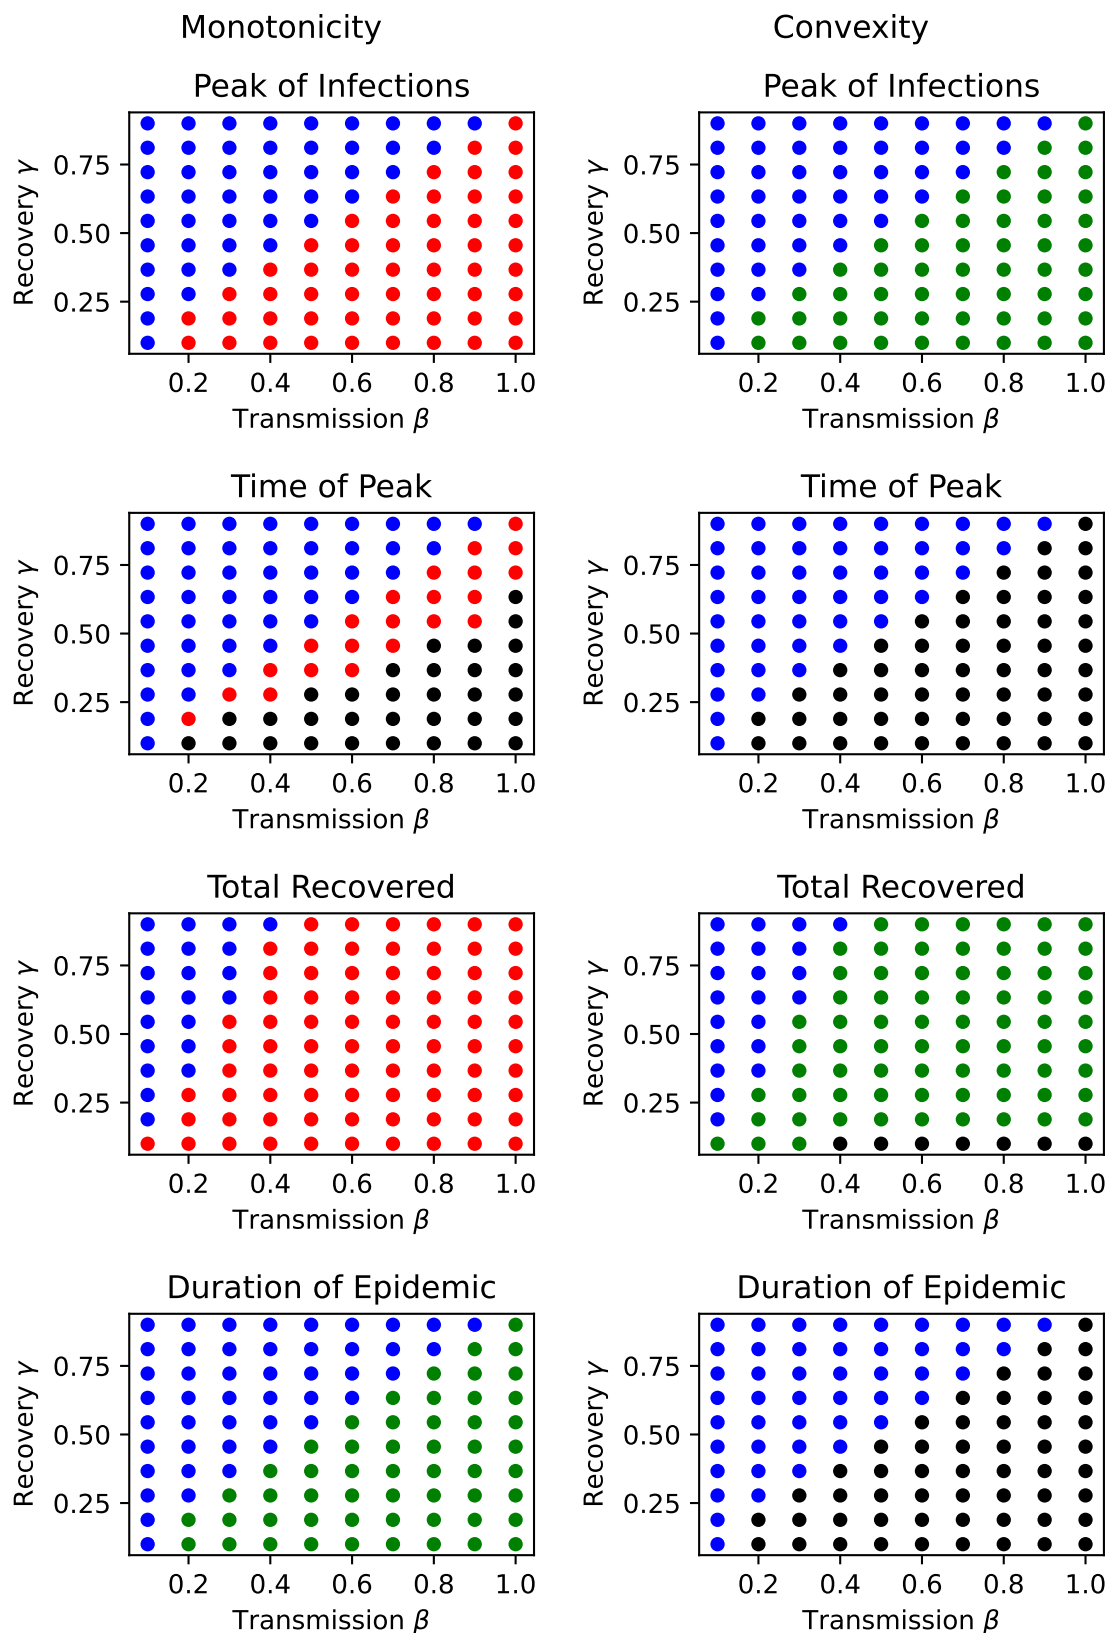 Monotonicity
Convexity
Peak of Infections
Recovery γ
0.75
0.50
0.25
0.2 0.4 0.6 0.8 1.0
Transmission β
Peak of Infections
Recovery γ
0.75
0.50
0.25
0.2 0.4 0.6 0.8 1.0
Transmission β
Time of Peak
Recovery γ
0.75
0.50
0.25
0.2 0.4 0.6 0.8 1.0
Transmission β
Time of Peak
Recovery γ
0.75
0.50
0.25
0.2 0.4 0.6 0.8 1.0
Transmission β
Total Recovered
Recovery γ
0.75
0.50
0.25
0.2 0.4 0.6 0.8 1.0
Transmission β
Total Recovered
Recovery γ
0.75
0.50
0.25
0.2 0.4 0.6 0.8 1.0
Transmission β
Duration of Epidemic
Recovery γ
0.75
0.50
0.25
0.2 0.4 0.6 0.8 1.0
Transmission β
Duration of Epidemic
Recovery γ
0.75
0.50
0.25
0.2 0.4 0.6 0.8 1.0
Transmission β